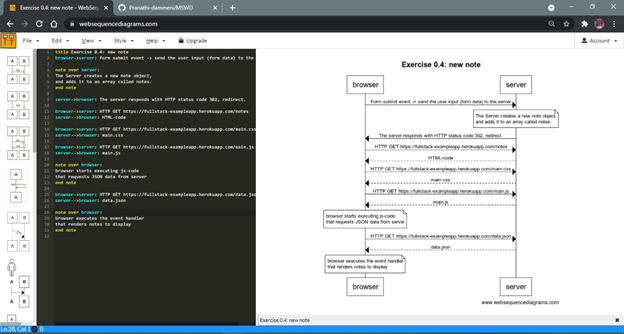 Exercise 0.4: new note - WebSeq
Pranathi-damineni/MSWD
websequencediagrams.com
File
Edit
View
Style
Help
Upgrade
Account
1 title Exercise 0.4: new note
2 browser->server: Form submit event -> send the user input (form data) to the
3
4 note over server:
5 The Server creates a new note object,
6 and adds it to an array called notes.
7 end note
8
9 server-->browser: The server responds with HTTP status code 302, redirect.
10
11 browser->server: HTTP GET https://fullstack-exampleapp.herokuapp.com/notes
12 server-->browser: HTML-code
13
14 browser->server: HTTP GET https://fullstack-exampleapp.herokuapp.com/main.css
15 server-->browser: main.css
16
17 browser->server: HTTP GET https://fullstack-exampleapp.herokuapp.com/main.js
18 server-->browser: main.js
19
20 note over browser:
21 browser starts executing js-code
22 that requests JSON data from server
23 end note
24
25 browser->server: HTTP GET https://fullstack-exampleapp.herokuapp.com/data.jso
26 server-->browser: data.json
27
28 note over browser:
29 browser executes the event handler
30 that renders notes to display
31 end note
32
Exercise 0.4: new note
browser
server
Form submit event -> send the user input (form data) to the server
The Server creates a new note object,
and adds it to an array called notes.
The server responds with HTTP status code 302, redirect.
HTTP GET https://fullstack-exampleapp.herokuapp.com/notes
HTML-code
HTTP GET https://fullstack-exampleapp.herokuapp.com/main.css
main.css
HTTP GET https://fullstack-exampleapp.herokuapp.com/main.js
main.js
browser starts executing js-code
that requests JSON data from server
HTTP GET https://fullstack-exampleapp.herokuapp.com/data.json
data.json
browser executes the event handler
that renders notes to display
browser
server
www.websequencediagrams.com
Exercise 0.4: new note
Ln 28, Col 1
0